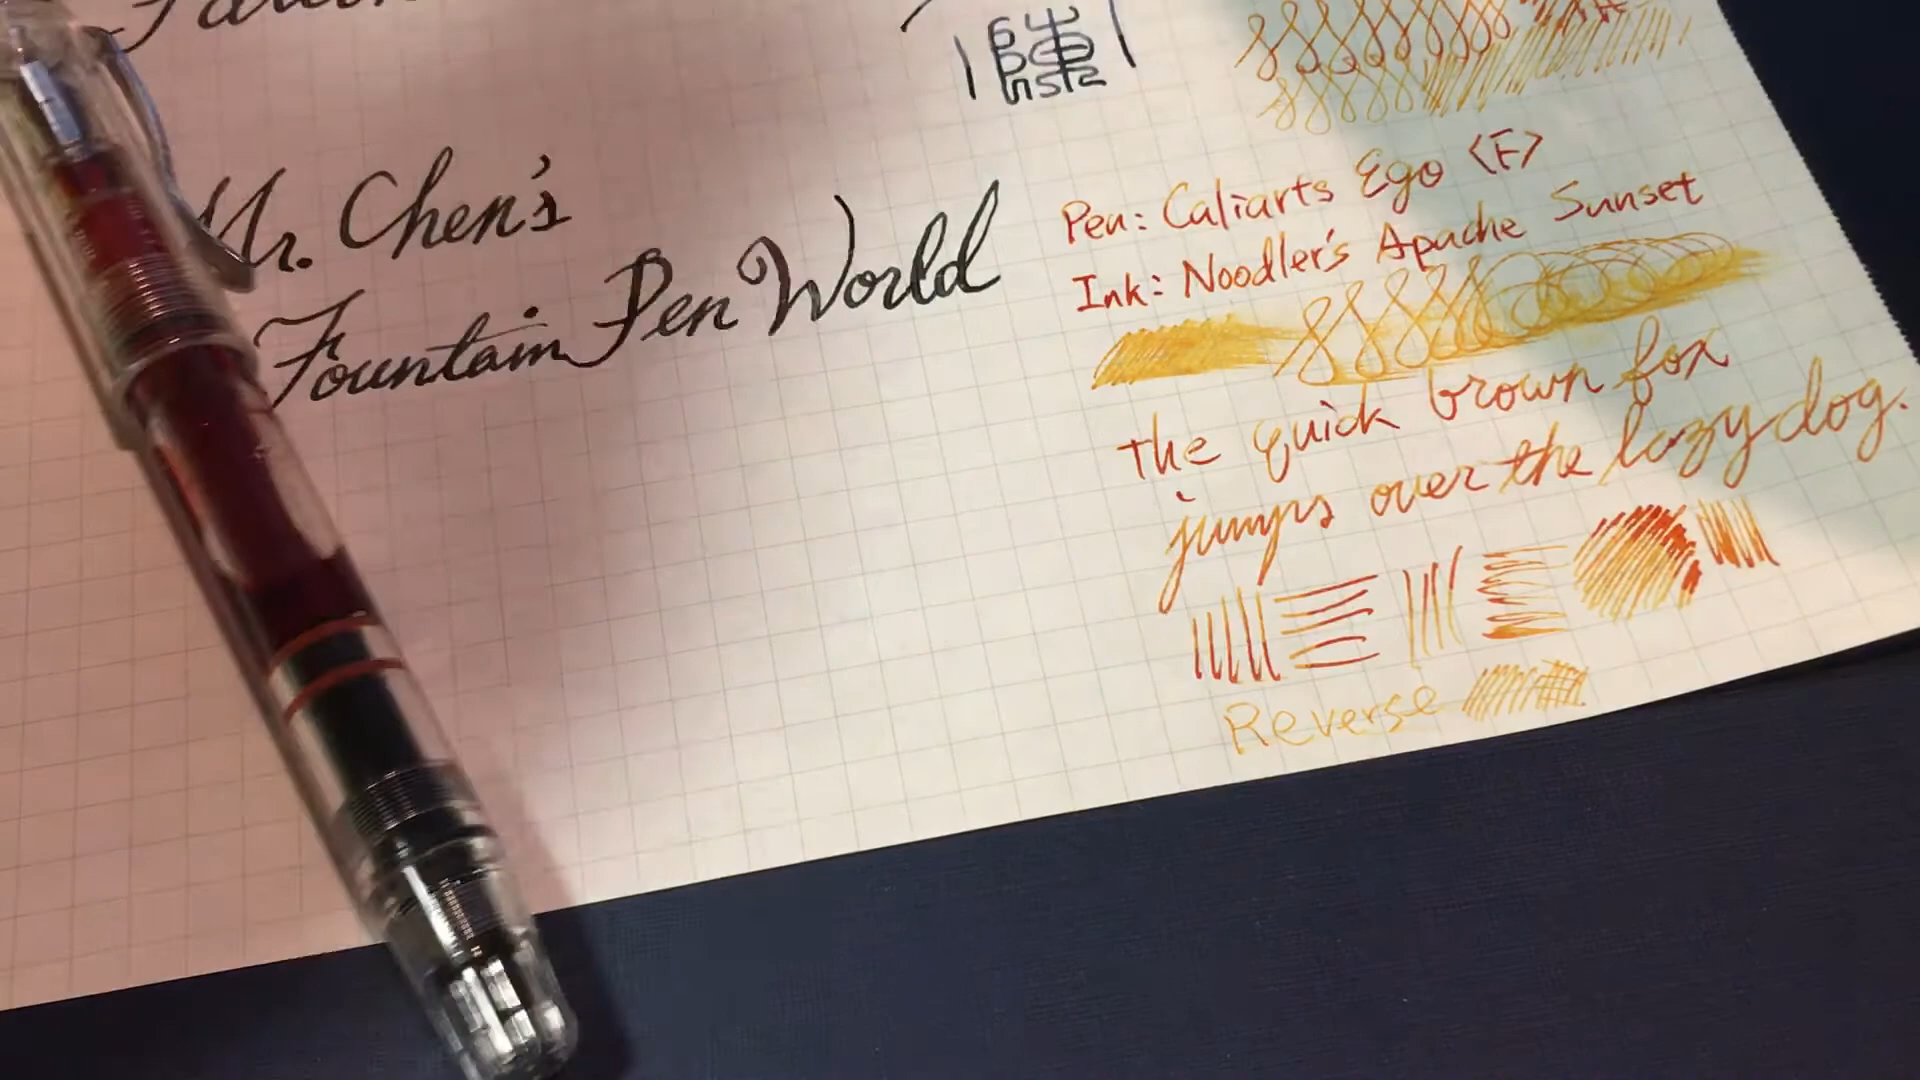 Mr. Chen's
Fountain Pen World
Pen: Caliarts Ego <F>
Ink: Noodler's Apache Sunset
The quick brown fox
jumps over the lazy dog.
Reverse